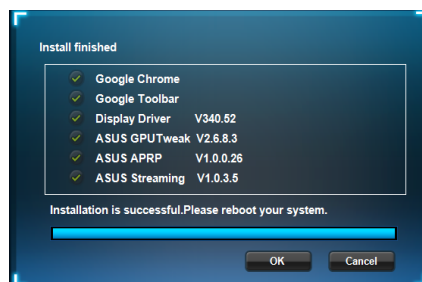 Install finished
Google Chrome
Google Toolbar
Display Driver V340.52
ASUS GPUTweak V2.6.8.3
ASUS APRP V1.0.0.26
ASUS Streaming V1.0.3.5
Installation is successful.Please reboot your system.
OK Cancel